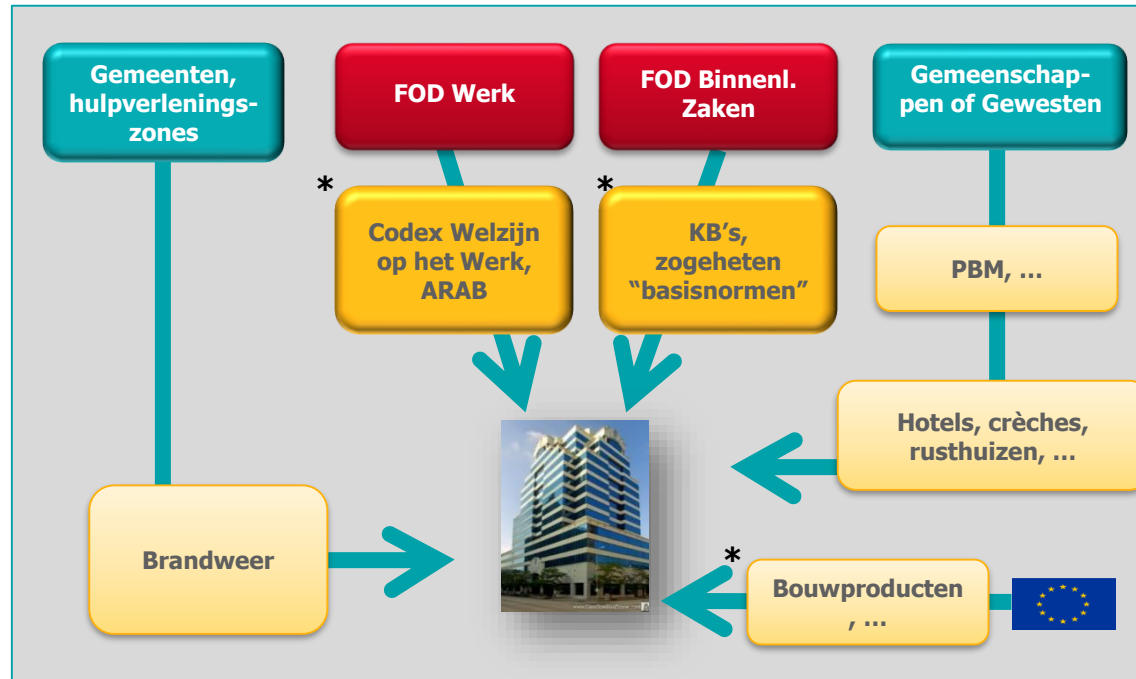 Gemeenten,
hulpverlenings-
zones
FOD Werk
FOD Binnenl.
Zaken
Gemeenschap-
pen of Gewesten
*
Codex Welzijn
op het Werk,
ARAB
*
KB's,
zogeheten
“basisnormen”
PBM, ...
Hotels, crèches,
rusthuizen, ...
Brandweer
*
Bouwproducten
, ...